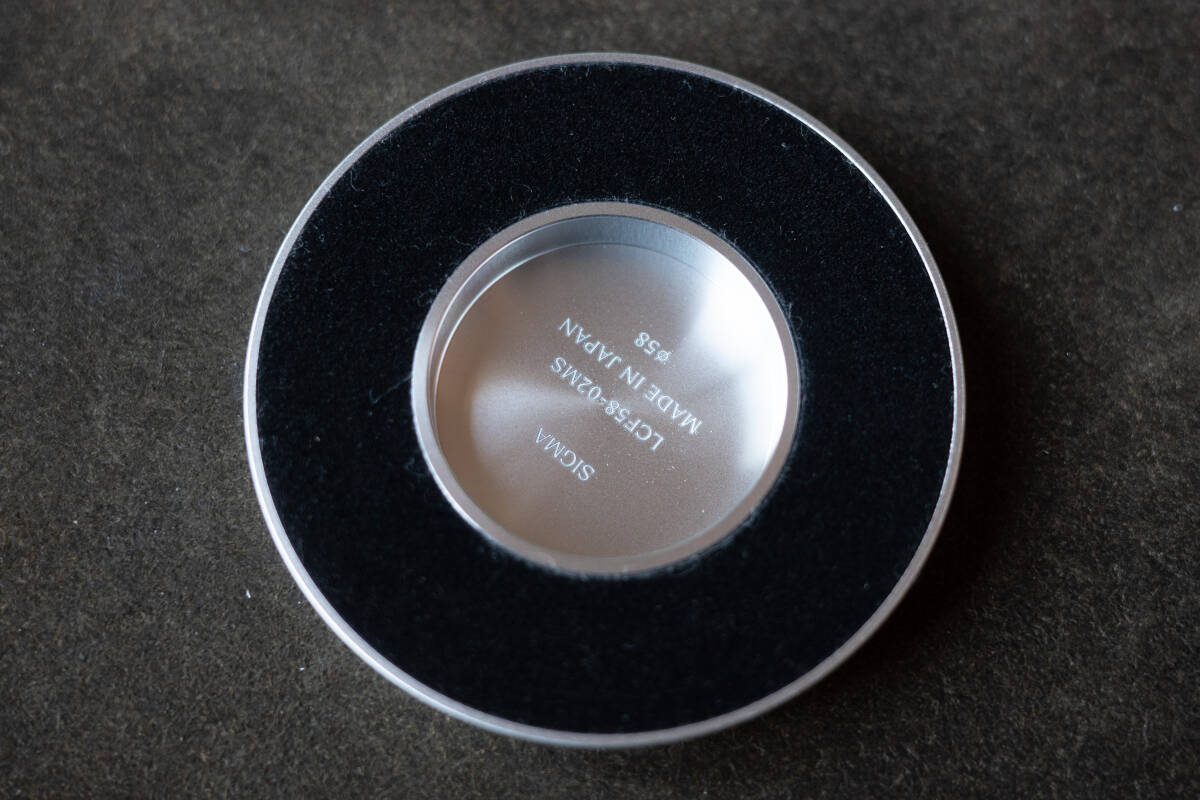 SIGMA
LCF58-02MS
MADE IN JAPAN
ø58